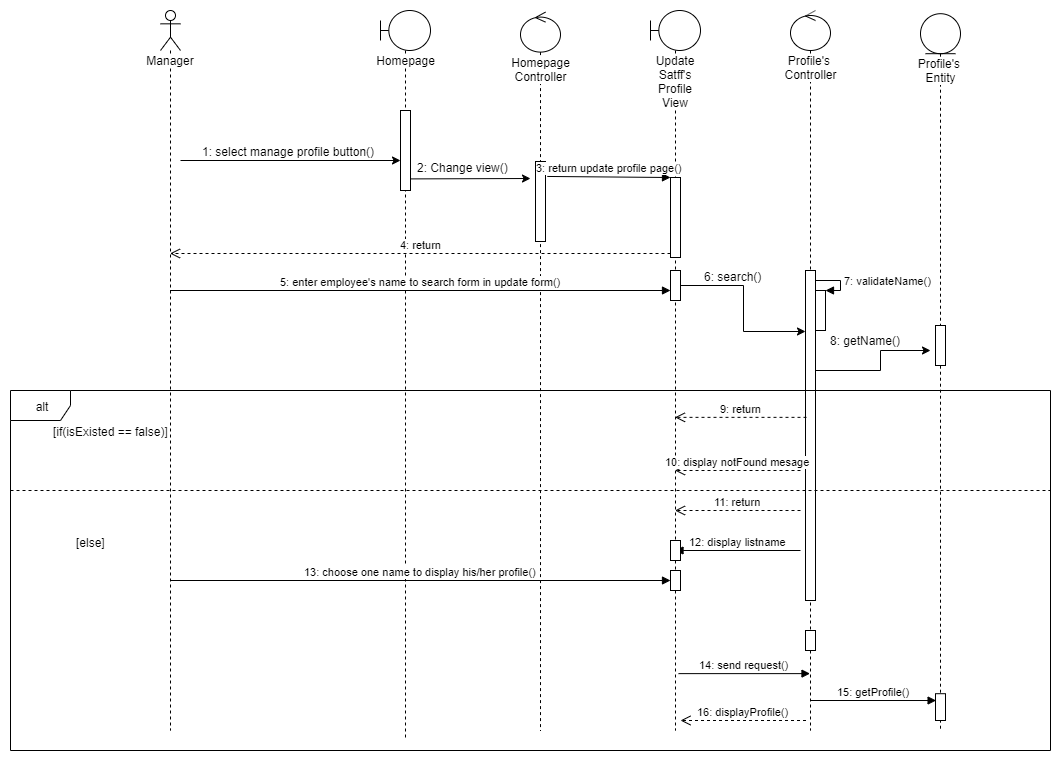 Manager
Homepage
Homepage
Controller
Update
Satff's
Profile
View
Profile's
Controller
Profile's
Entity
1: select manage profile button()
2: Change view()
3: return update profile page()
4: return
5: enter employee's name to search form in update form()
6: search()
7: validateName()
8: getName()
alt
[if(isExisted == false)]
9: return
10: display notFound mesage
11: return
[else]
12: display listname
13: choose one name to display his/her profile()
14: send request()
15: getProfile()
16: displayProfile()